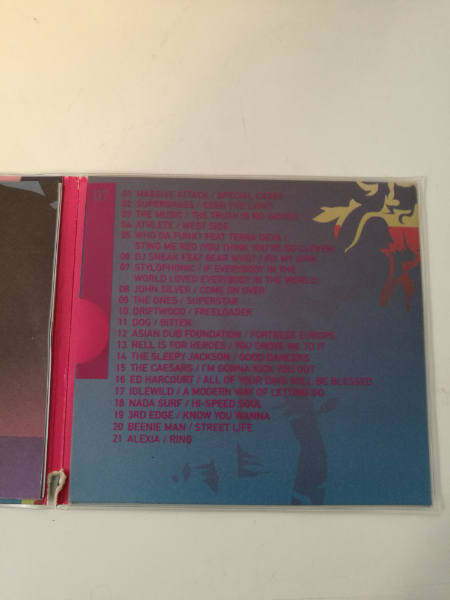 07
01 MASSIVE ATTACK / SPECIAL CASES
02 SUPERGRASS / SEEN THE LIGHT
03 THE MUSIC / THE TRUTH IS NO WORDS
04 ATHLETE / WEST SIDE
05 WHO DA FUNK? FEAT TERRA DEVA /
STING ME RED (YOU THINK YOU'RE SO CLEVER)
06 DJ SNEAK FEAT BEAR WHO? / FIX MY SINK
07 STYLOPHONIC / IF EVERYBODY IN THE
WORLD LOVED EVERYBODY IN THE WORLD
08 JOHN SILVER / COME ON OVER
09 THE ONES / SUPERSTAR
10 DRIFTWOOD / FREELOADER
11 DOG / BITTEN
12 ASIAN DUB FOUNDATION / FORTRESS EUROPE
13 HELL IS FOR HEROES / YOU DROVE ME TO IT
14 THE SLEEPY JACKSON / GOOD DANCERS
15 THE CAESARS / I'M GONNA KICK YOU OUT
16 ED HARCOURT / ALL OF YOUR DAYS WILL BE BLESSED
17 IDLEWILD / A MODERN WAY OF LETTING GO
18 NADA SURF / HI-SPEED SOUL
19 3RD EDGE / KNOW YOU WANNA
20 BEENIE MAN / STREET LIFE
21 ALEXIA / RING